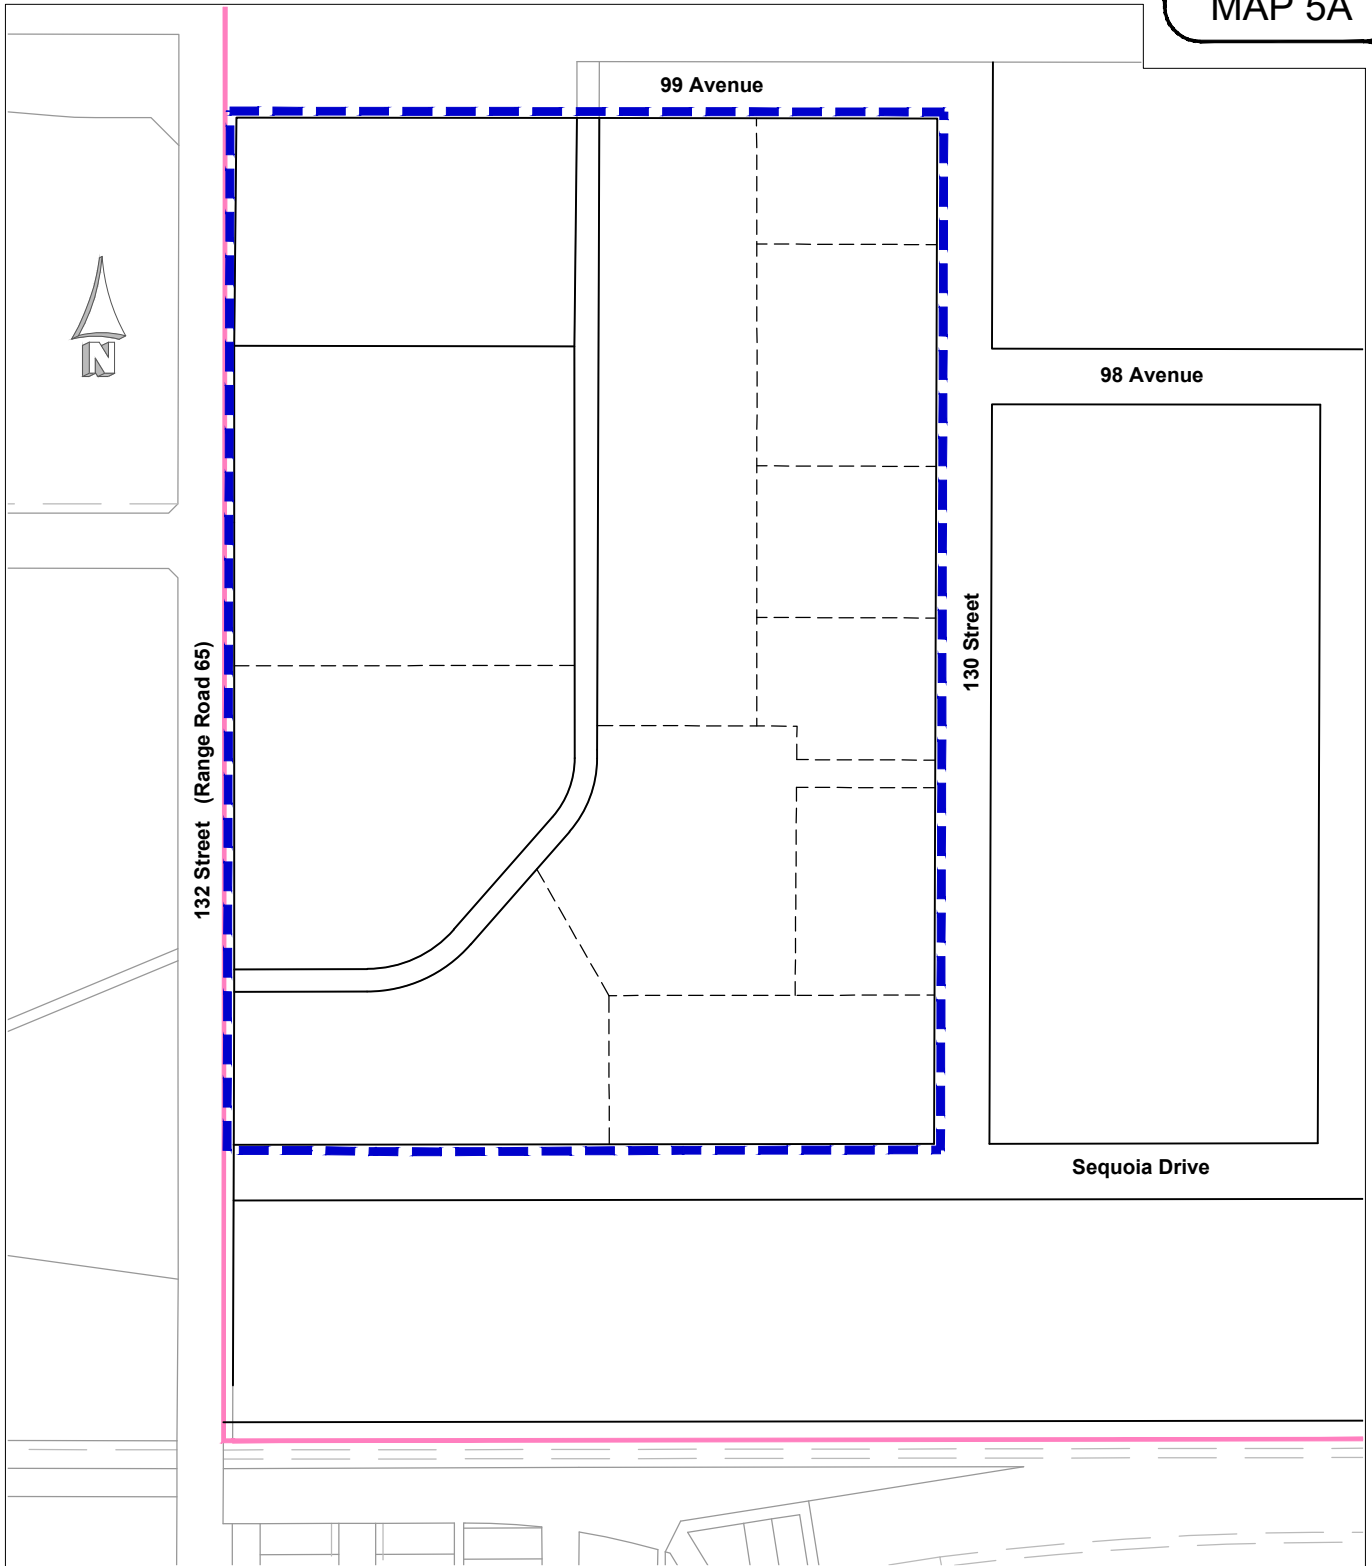 MAP 5A
99 Avenue
N
98 Avenue
130 Street
132 Street (Range Road 65)
Sequoia Drive